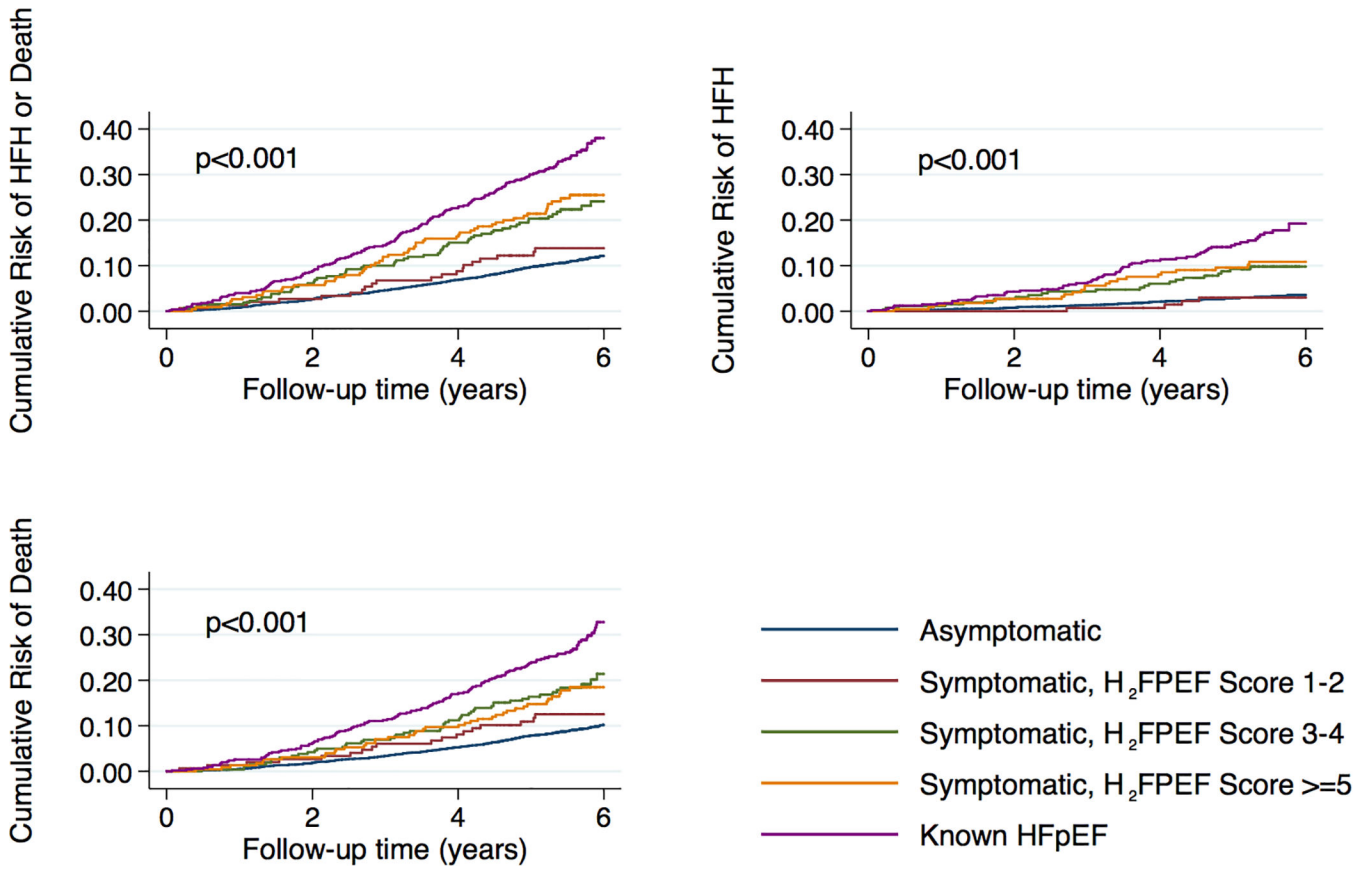 Cumulative Risk of HFH or Death
0.40
0.30
0.20
0.10
0.00
p<0.001
0
2
4
6
Follow-up time (years)
Cumulative Risk of HFH
0.40
0.30
0.20
0.10
0.00
p<0.001
0
2
4
6
Follow-up time (years)
Cumulative Risk of Death
0.40
0.30
0.20
0.10
0.00
p<0.001
0
2
4
6
Follow-up time (years)
Asymptomatic
Symptomatic, H₂FPEF Score 1-2
Symptomatic, H₂FPEF Score 3-4
Symptomatic, H₂FPEF Score >=5
Known HFpEF